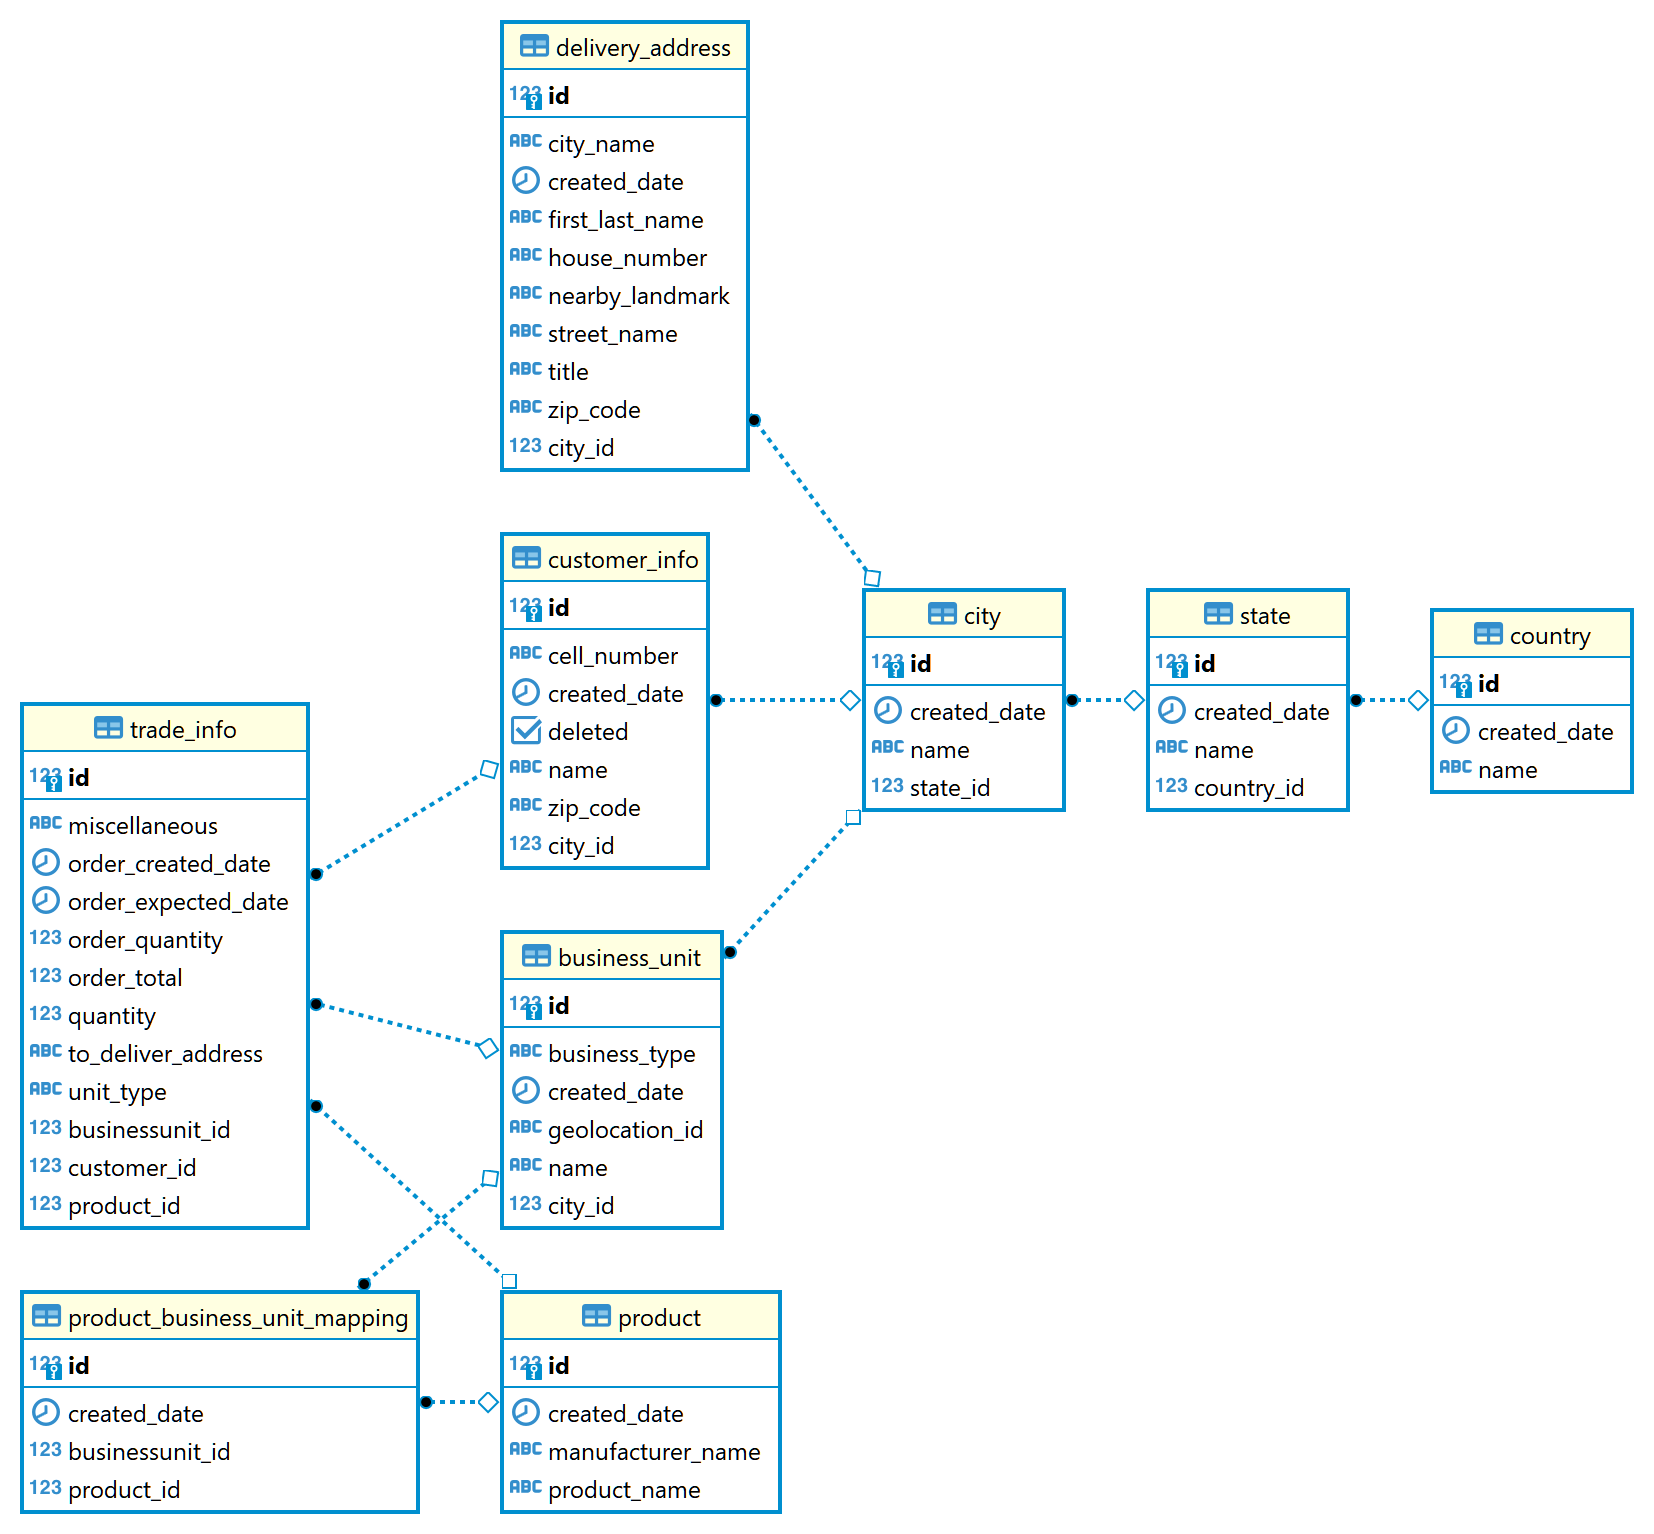 delivery_address
123 id
ABC city_name
created_date
ABC first_last_name
ABC house_number
ABC nearby_landmark
ABC street_name
ABC title
ABC zip_code
123 city_id
customer_info
123 id
ABC cell_number
created_date
deleted
ABC name
ABC zip_code
123 city_id
city
123 id
created_date
ABC name
123 state_id
state
123 id
created_date
ABC name
123 country_id
country
123 id
created_date
ABC name
trade_info
123 id
ABC miscellaneous
order_created_date
order_expected_date
123 order_quantity
123 order_total
123 quantity
ABC to_deliver_address
ABC unit_type
123 businessunit_id
123 customer_id
123 product_id
business_unit
123 id
ABC business_type
created_date
ABC geolocation_id
ABC name
123 city_id
product_business_unit_mapping
123 id
created_date
123 businessunit_id
123 product_id
product
123 id
created_date
ABC manufacturer_name
ABC product_name